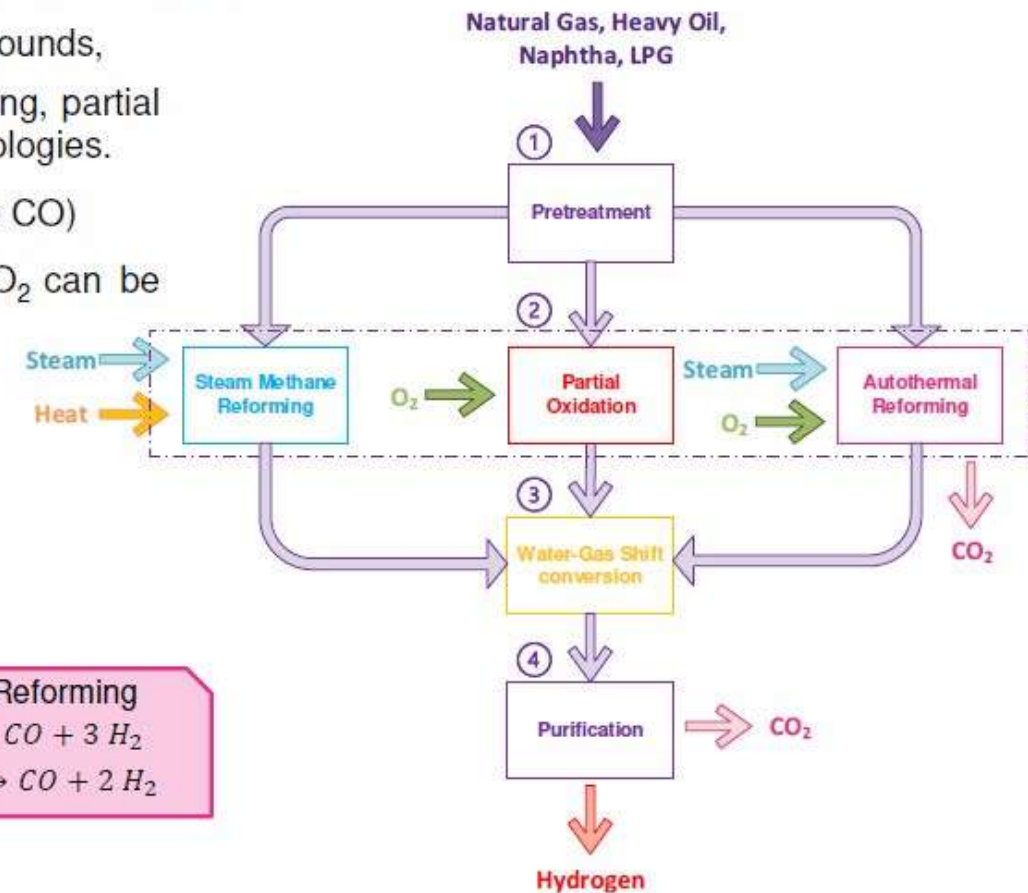 ounds,
ng, partial
ologies.
CO)
O₂ can be
Natural Gas, Heavy Oil,
Naphtha, LPG
1
Pretreatment
2
Steam
Heat
Steam Methane
Reforming
O₂
Partial
Oxidation
Steam
O₂
Autothermal
Reforming
CO₂
3
Water-Gas Shift
conversion
4
Purification
CO₂
Hydrogen
Reforming
CO + 3 H₂
→ CO + 2 H₂